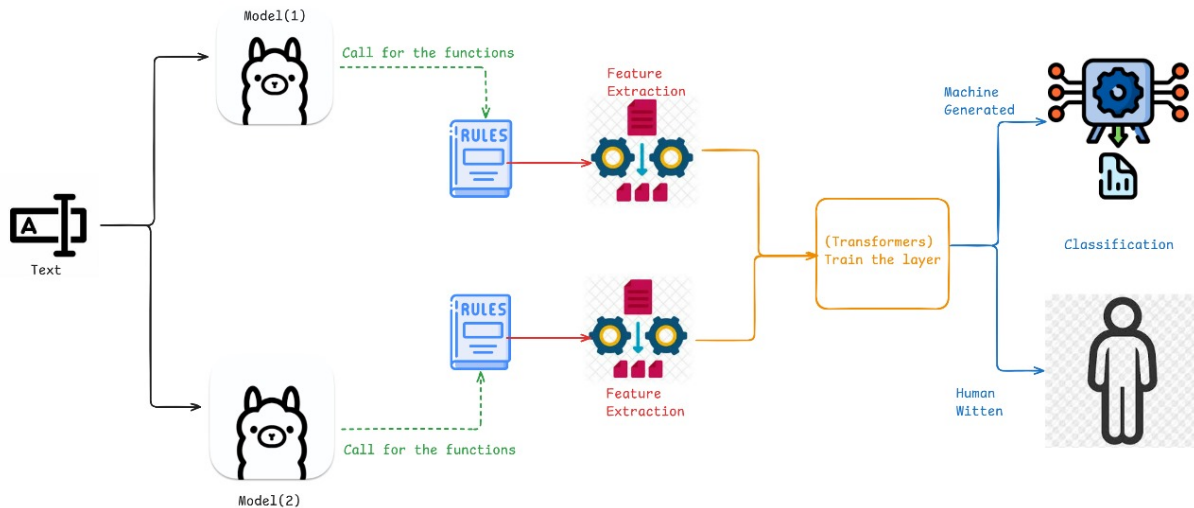 Model(1)
Call for the functions
Feature
Extraction
RULES
Machine
Generated
A
Text
(Transformers)
Train the layer
Classification
RULES
Feature
Extraction
Human
Witten
Call for the functions
Model(2)